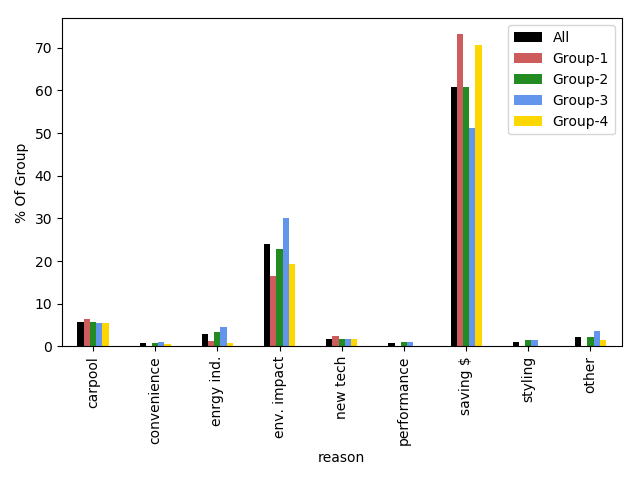 % Of Group
70
60
50
40
30
20
10
0
All
Group-1
Group-2
Group-3
Group-4
carpool
convenience
enrgy ind.
env. impact
new tech
performance
saving $
styling
other
reason